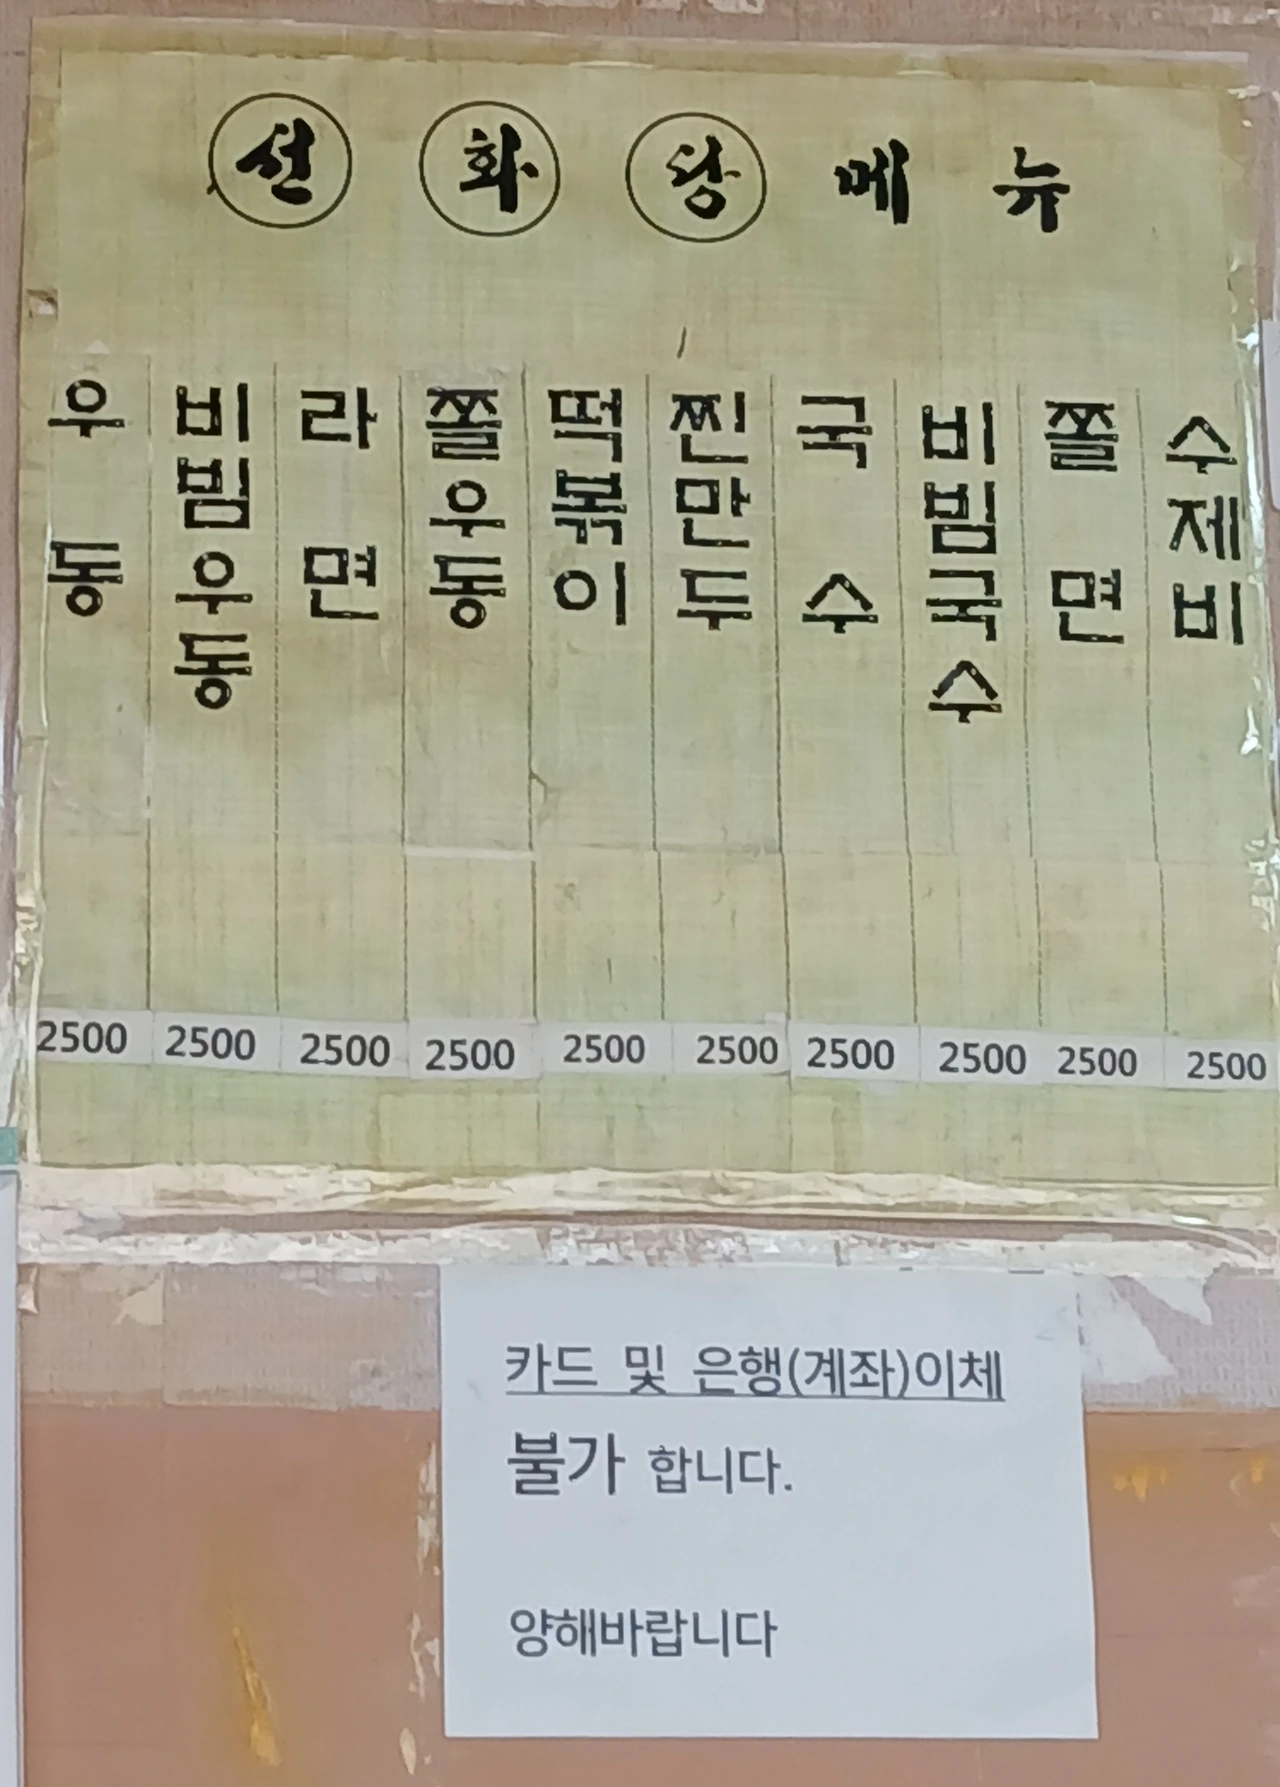 선화당 메뉴
우동
비빔우동
라면
쫄우동
떡볶이
찐만두
국수
비빔국수
쫄면
수제비
2500 2500 2500 2500 2500 2500 2500 2500 2500 2500
카드 및 은행(계좌)이체
불가 합니다.
양해바랍니다